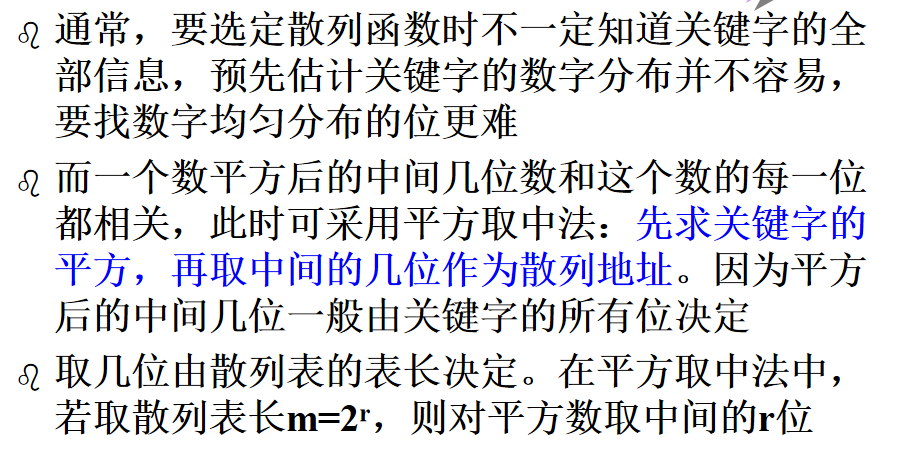 通常，要选定散列函数时不一定知道关键字的全
部信息，预先估计关键字的数字分布并不容易，
要找数字均匀分布的位更难
而一个数平方后的中间几位数和这个数的每一位
都相关，此时可采用平方取中法：先求关键字的
平方，再取中间的几位作为散列地址。因为平方
后的中间几位一般由关键字的所有位决定
取几位由散列表的表长决定。在平方取中法中，
若取散列表长m=2ʳ，则对平方数取中间的r位